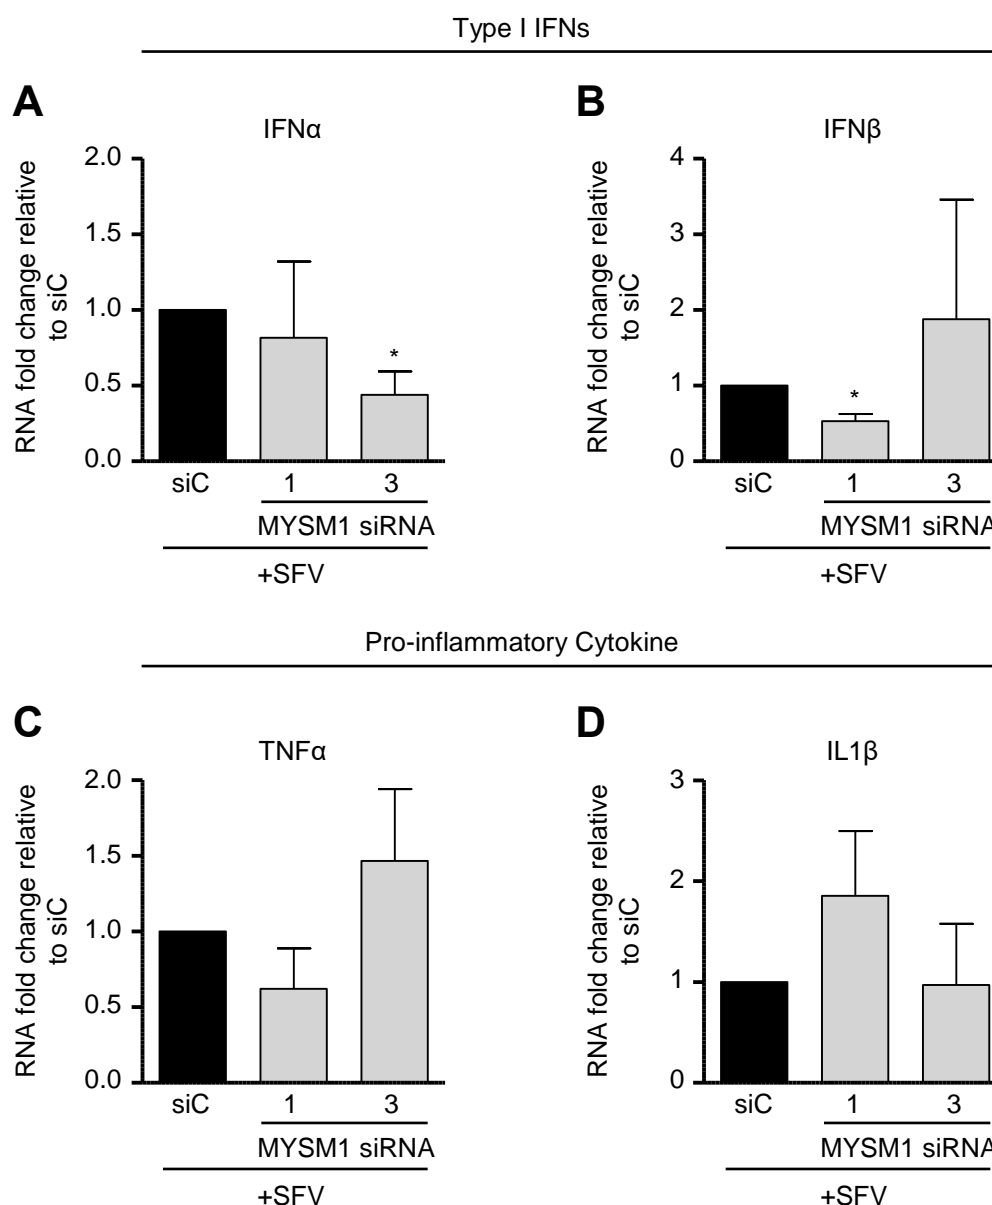 Type I IFNs
A
IFNα
RNA fold change relative
to siC
2.0
1.5
1.0
0.5
0.0
*
siC
1
3
MYSM1 siRNA
+SFV
B
IFNβ
RNA fold change relative
to siC
4
3
2
1
0
*
siC
1
3
MYSM1 siRNA
+SFV
Pro-inflammatory Cytokine
C
TNFα
RNA fold change relative
to siC
2.0
1.5
1.0
0.5
0.0
siC
1
3
MYSM1 siRNA
+SFV
D
IL1β
RNA fold change relative
to siC
3
2
1
0
siC
1
3
MYSM1 siRNA
+SFV